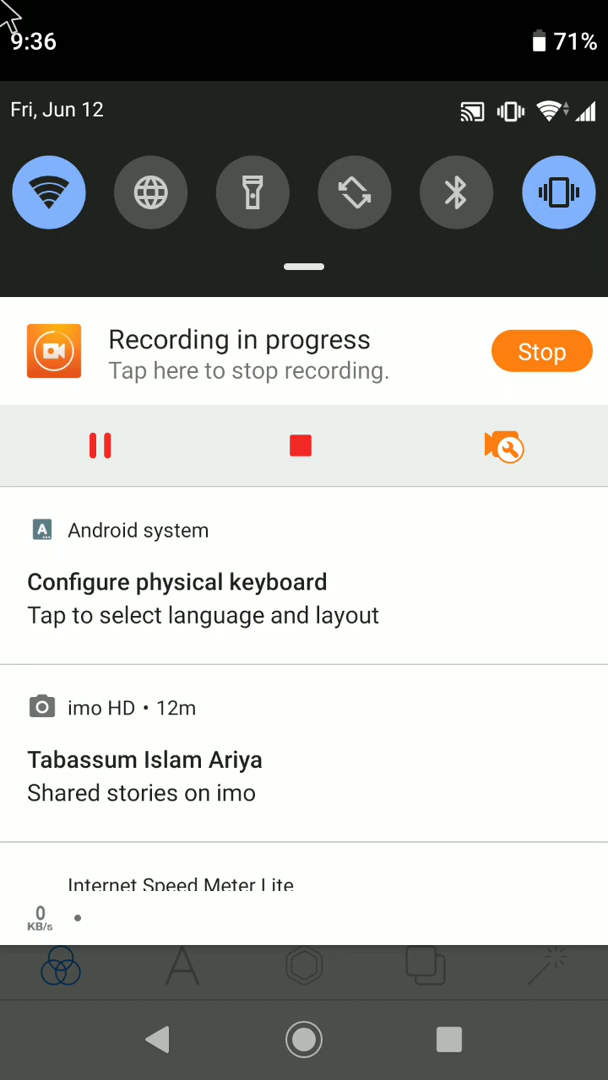 9:36 71%
Fri, Jun 12
Recording in progress
Tap here to stop recording.
Stop
A
Android system
Configure physical keyboard
Tap to select language and layout
imo HD • 12m
Tabassum Islam Ariya
Shared stories on imo
Internet Speed Meter Lite
0
KB/s
A